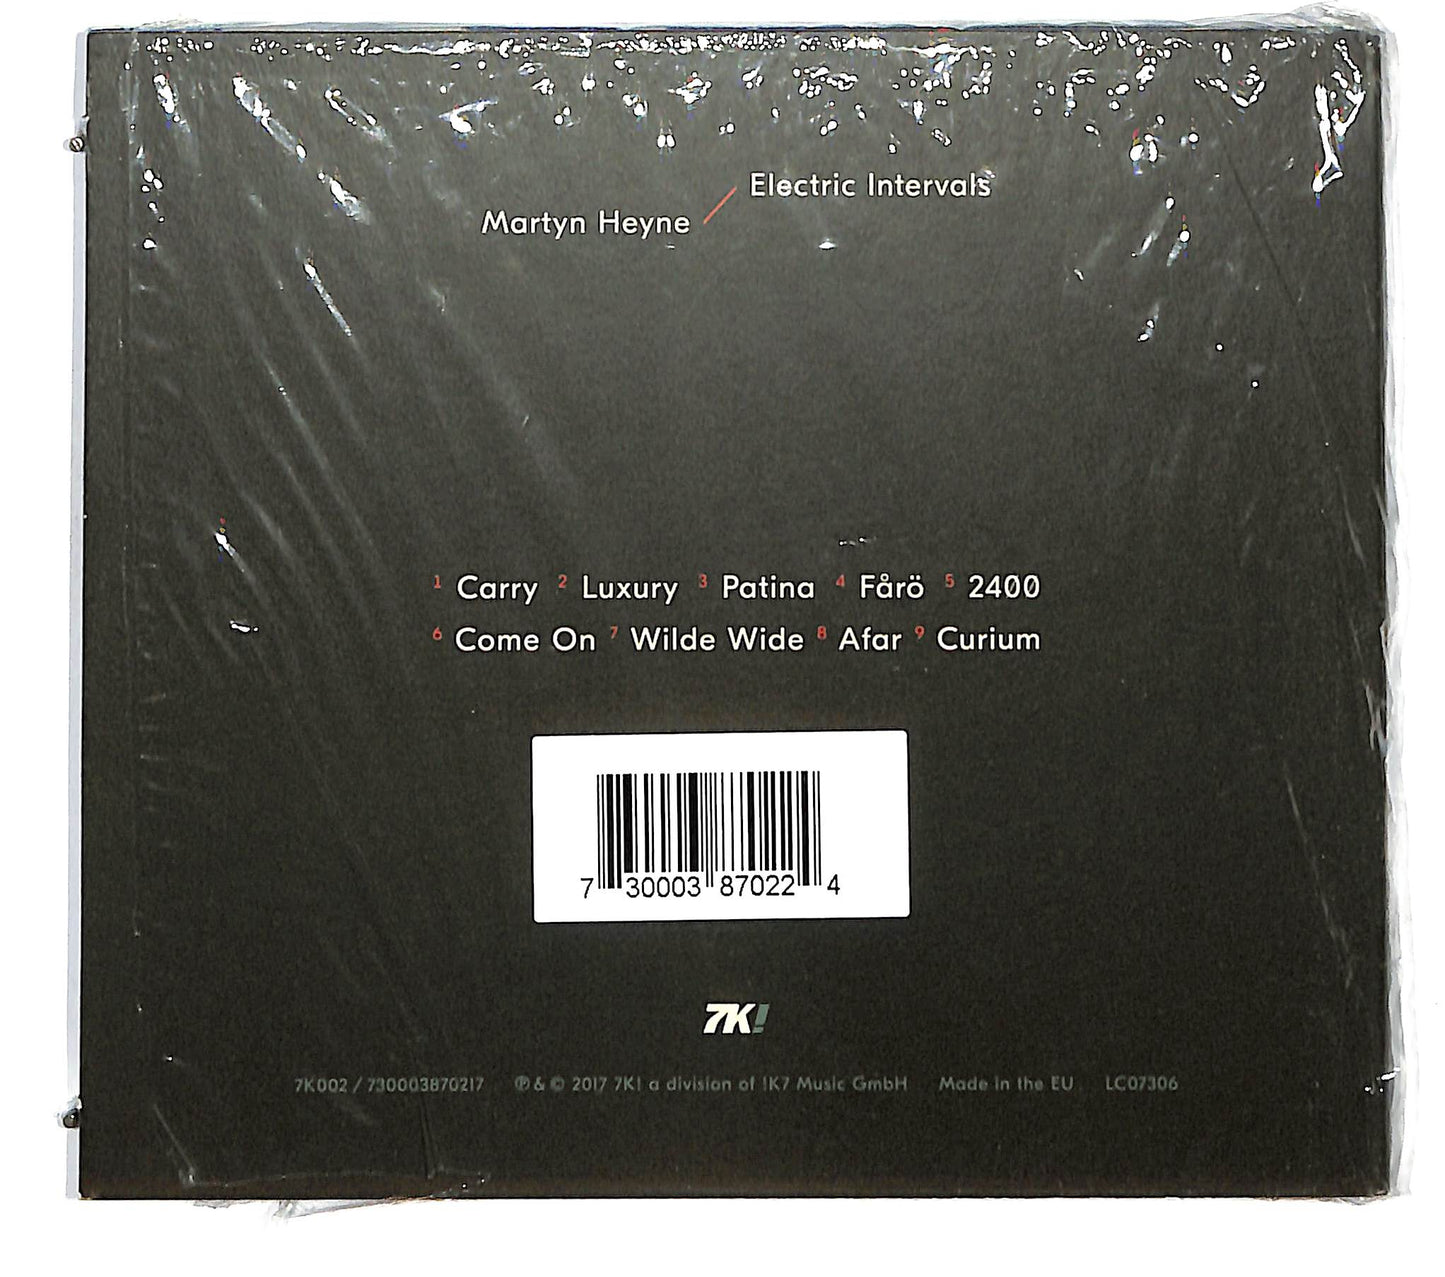 Electric Intervals
Martyn Heyne
1 Carry 2 Luxury 3 Patina 4 Fårö 5 2400
6 Come On 7 Wilde Wide 8 Afar 9 Curium
7 30003 87022 4
7K!
7K002 / 730003870217 ℗ & © 2017 7K! a division of !K7 Music GmbH Made in the EU LC07306